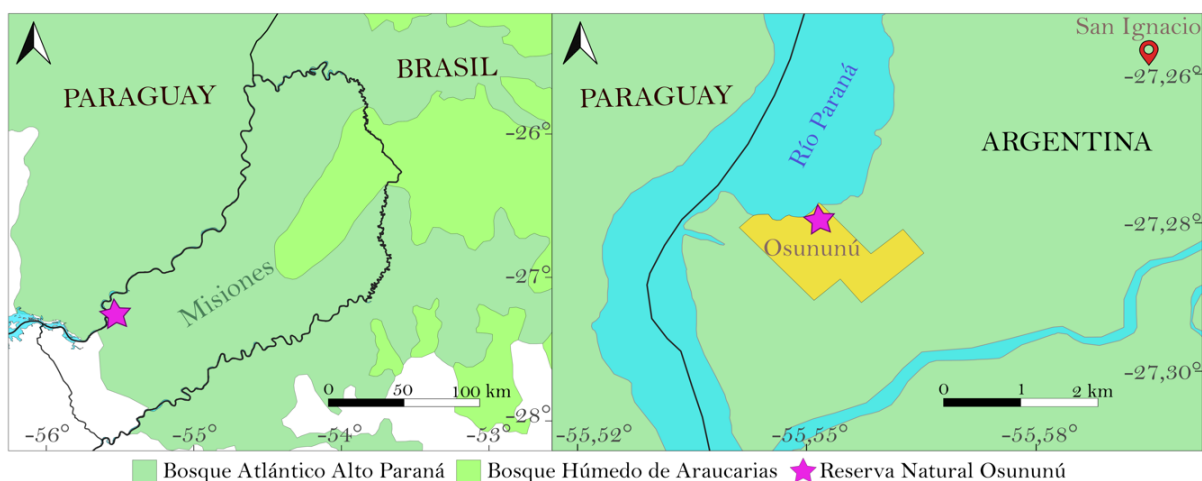 PARAGUAY
BRASIL
-26°
Misiones
-27°
0 50 100 km
-28°
-56° -55° -54° -53°
San Ignacio
-27,26°
PARAGUAY
Río Paraná
ARGENTINA
-27,28°
Osununú
-27,30°
0 1 2 km
-55,52° -55,55° -55,58°
Bosque Atlántico Alto Paraná Bosque Húmedo de Araucarias Reserva Natural Osununú